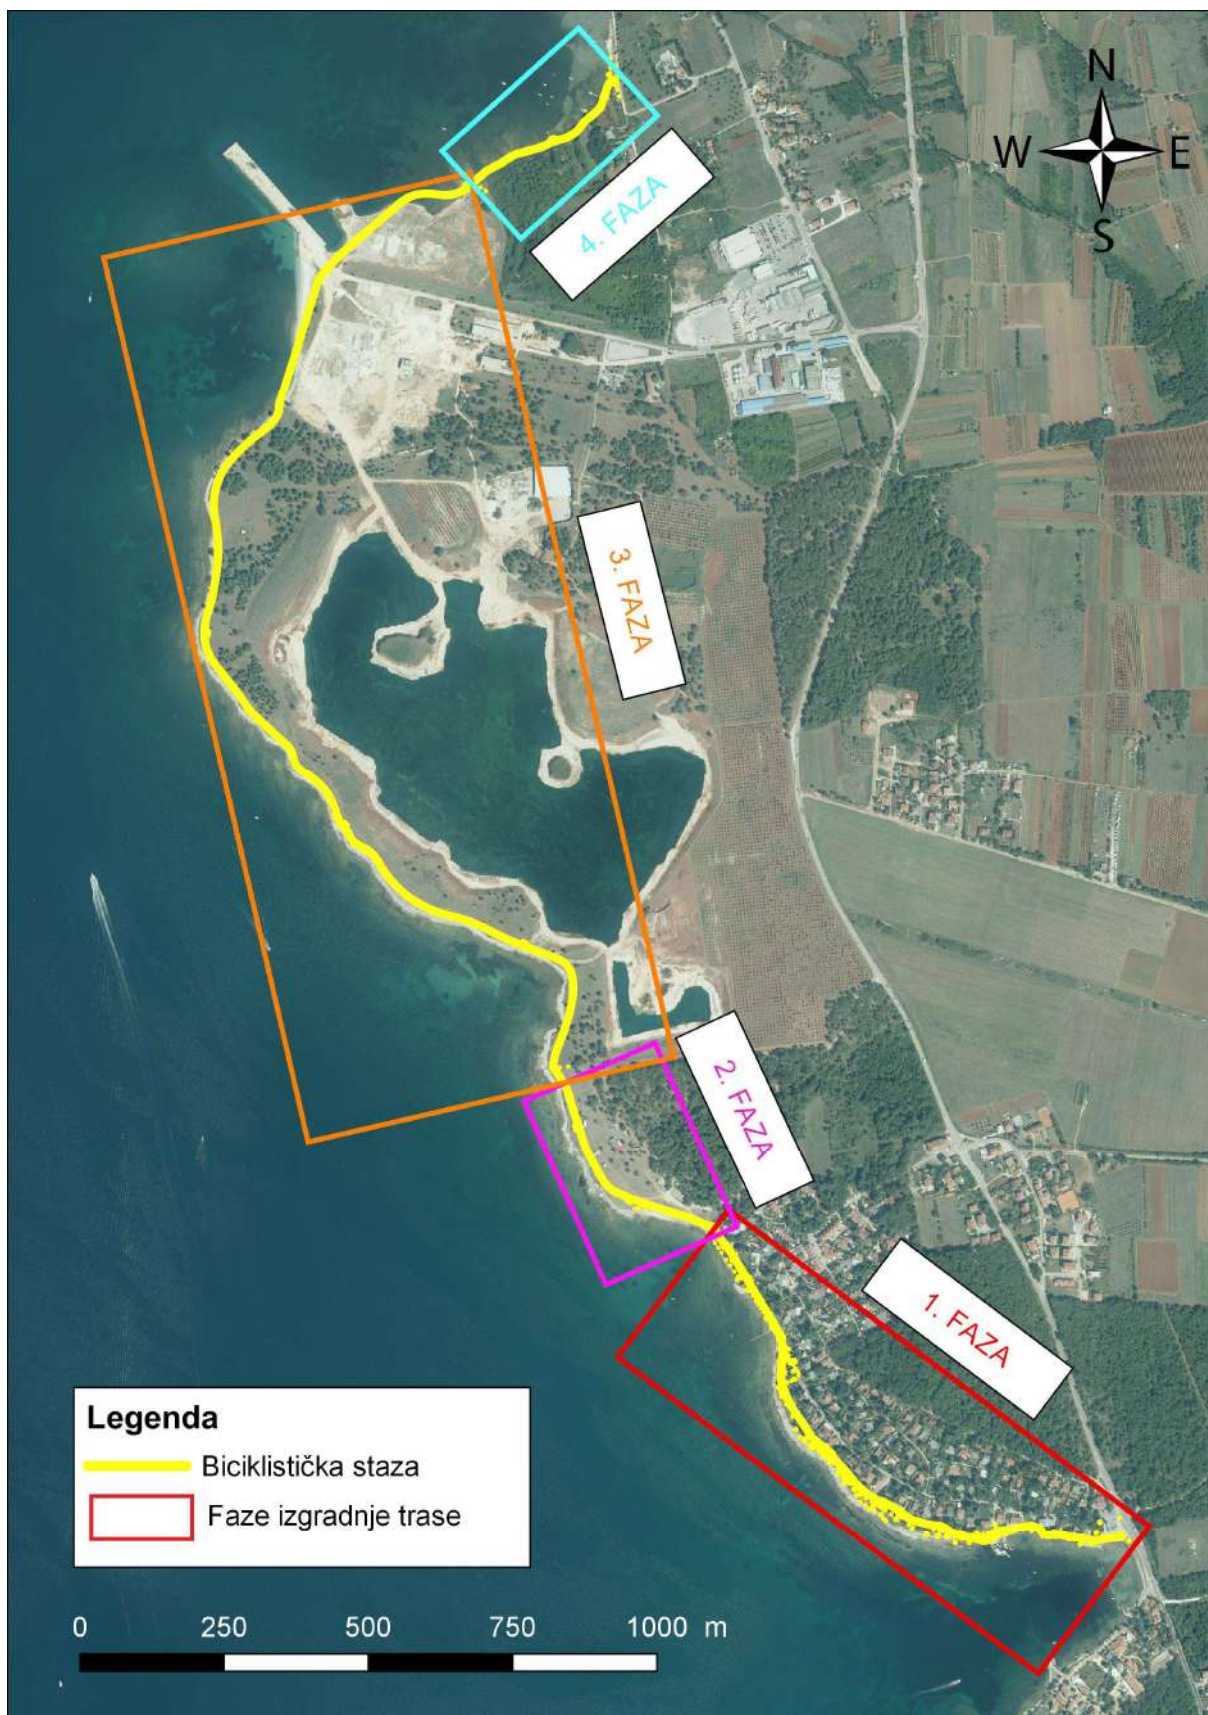 N
W E
S
4. FAZA
3. FAZA
2. FAZA
1. FAZA
Legenda
Biciklistička staza
Faze izgradnje trase
0 250 500 750 1000 m